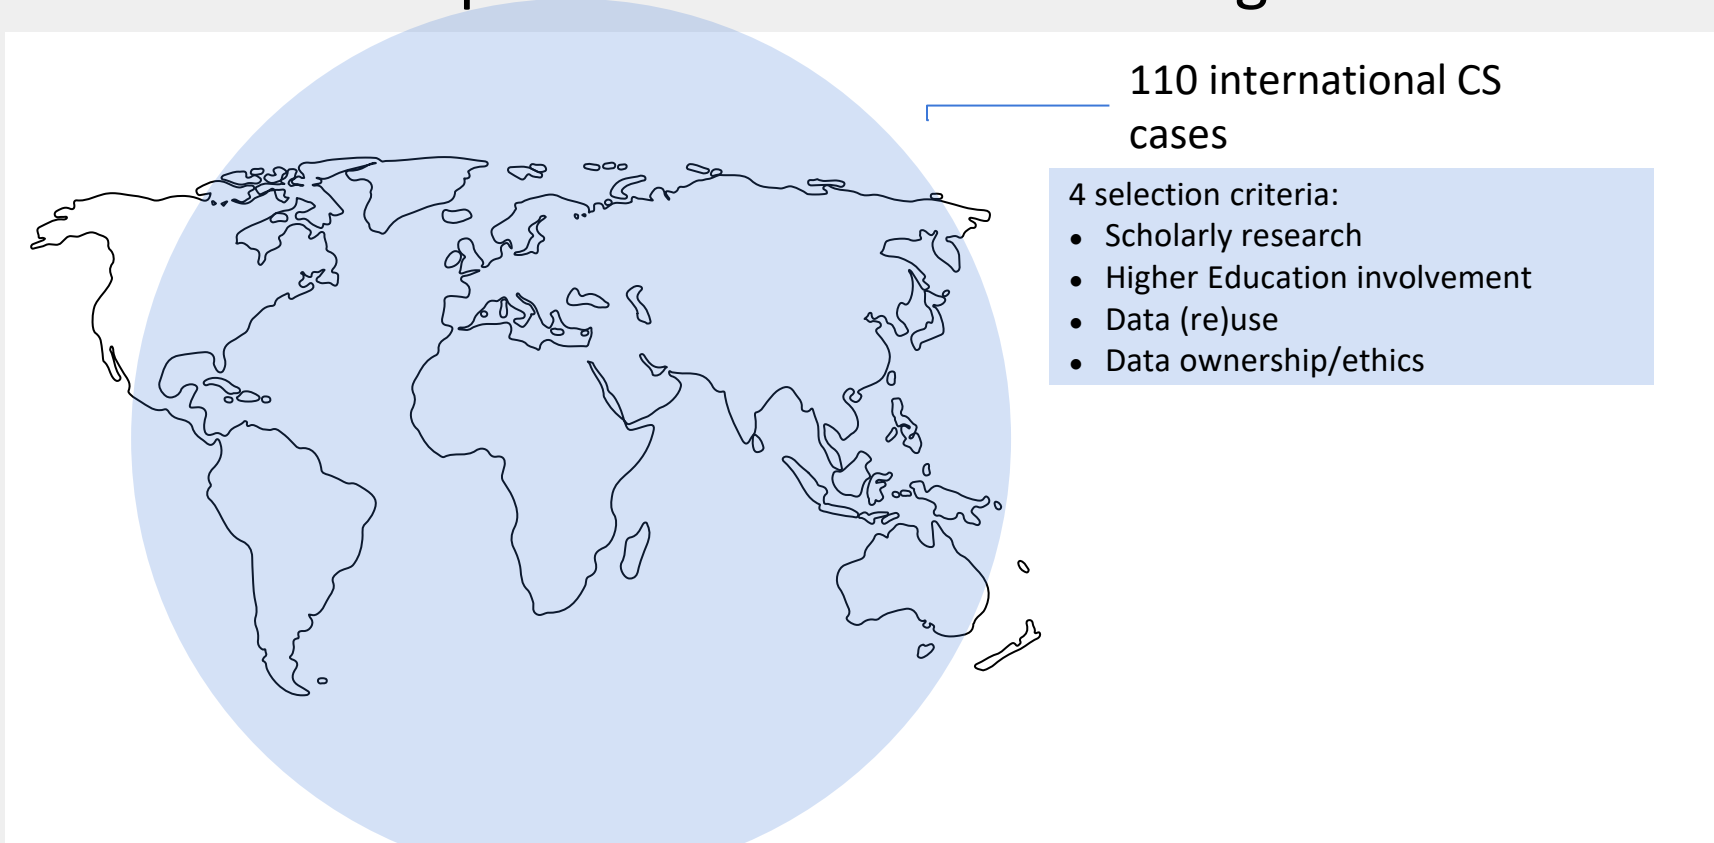 110 international CS
cases
4 selection criteria:
• Scholarly research
• Higher Education involvement
• Data (re)use
• Data ownership/ethics